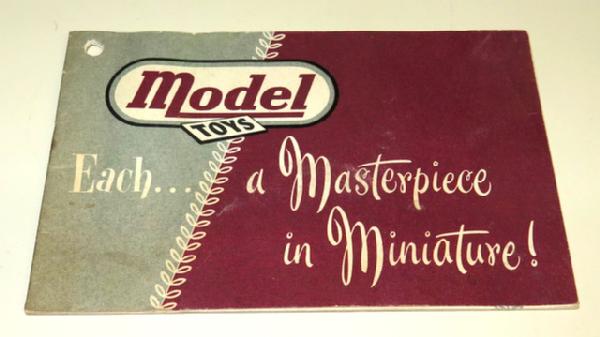 Model
TOYS
Each... a Masterpiece
in Miniature!